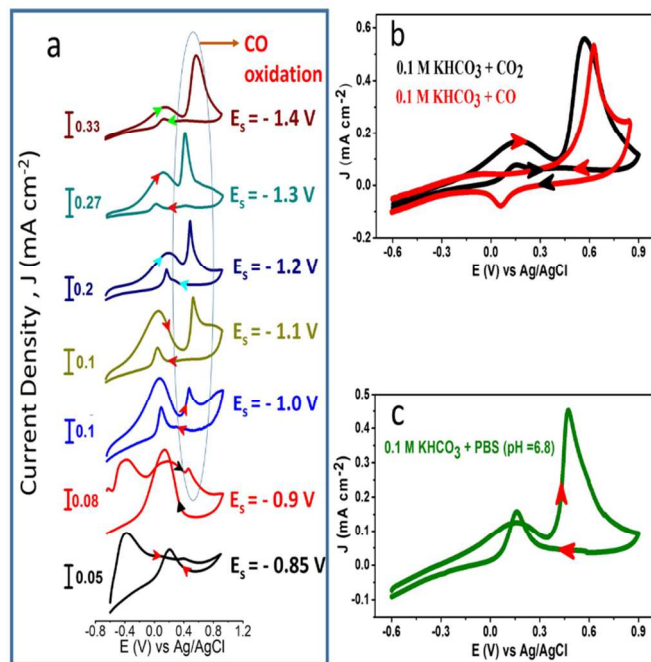 a
CO
oxidation
Current Density , J (mA cm⁻²)
0.33
Eₛ = - 1.4 V
0.27
Eₛ = - 1.3 V
0.2
Eₛ = - 1.2 V
0.1
Eₛ = - 1.1 V
0.1
Eₛ = - 1.0 V
0.08
Eₛ = - 0.9 V
0.05
Eₛ = - 0.85 V
-0.8 -0.4 0.0 0.4 0.8 1.2
E (V) vs Ag/AgCl
b
0.1 M KHCO₃ + CO₂
0.1 M KHCO₃ + CO
J (mA cm⁻²)
0.6
0.4
0.2
0.0
-0.2
-0.6 -0.3 0.0 0.3 0.6 0.9
E (V) vs Ag/AgCl
c
0.1 M KHCO₃ + PBS (pH =6.8)
J (mA cm⁻²)
0.5
0.4
0.3
0.2
0.1
0.0
-0.1
-0.6 -0.3 0.0 0.3 0.6 0.9
E (V) vs Ag/AgCl